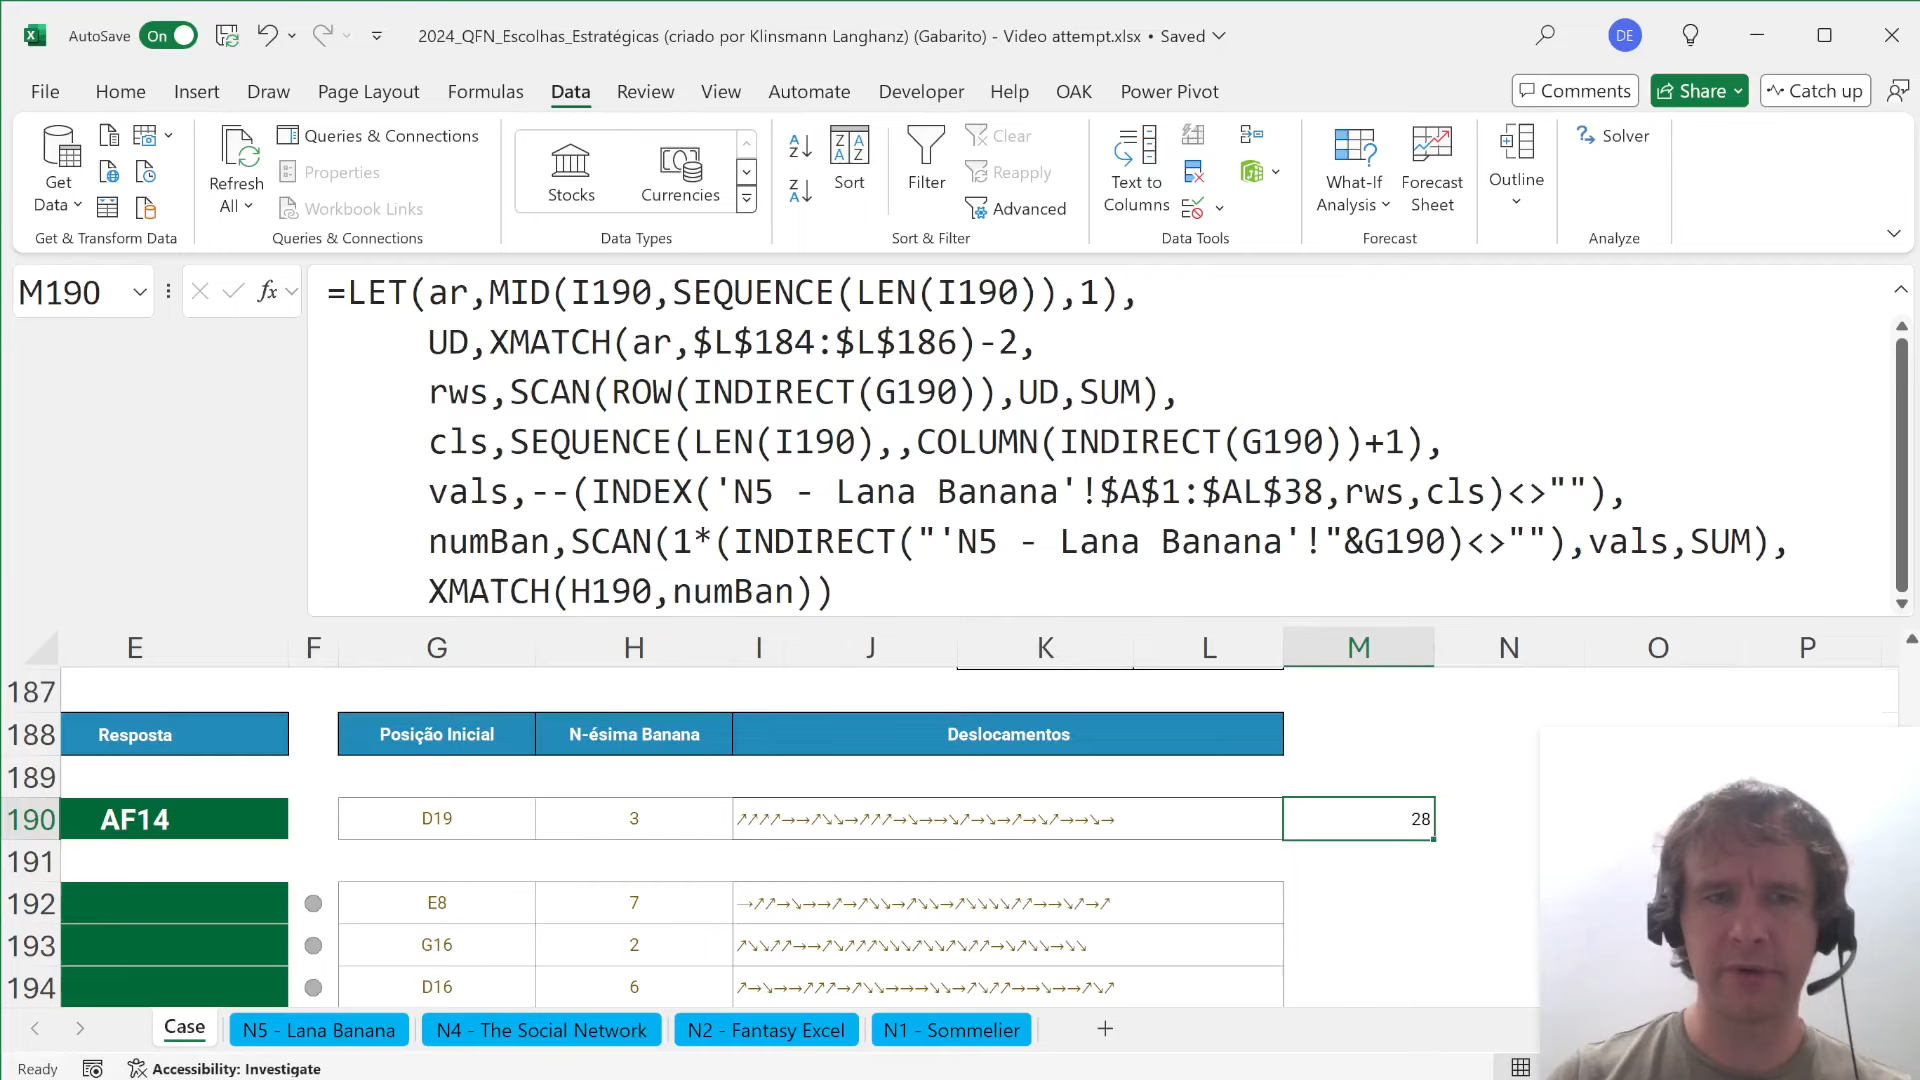 AutoSave On 2024_QFN_Escolhas_Estratégicas (criado por Klinsmann Langhanz) (Gabarito) - Video attempt.xlsx • Saved DE
File Home Insert Draw Page Layout Formulas Data Review View Automate Developer Help OAK Power Pivot Comments Share Catch up
Get Data
Get & Transform Data
Refresh All
Queries & Connections
Properties
Workbook Links
Queries & Connections
Stocks Currencies
Data Types
Sort
Filter
Clear
Reapply
Advanced
Sort & Filter
Text to Columns
Data Tools
What-If Analysis
Forecast Sheet
Forecast
Outline
Solver
Analyze
M190 fx
=LET(ar,MID(I190,SEQUENCE(LEN(I190)),1),
UD,XMATCH(ar,$L$184:$L$186)-2,
rws,SCAN(ROW(INDIRECT(G190)),UD,SUM),
cls,SEQUENCE(LEN(I190),,COLUMN(INDIRECT(G190))+1),
vals,--(INDEX('N5 - Lana Banana'!$A$1:$AL$38,rws,cls)<>""),
numBan,SCAN(1*(INDIRECT("'N5 - Lana Banana'!"&G190)<>""),vals,SUM),
XMATCH(H190,numBan))
E F G H I J K L M N O P
187
188 Resposta Posição Inicial N-ésima Banana Deslocamentos
189
190 AF14 D19 3 ↗↗↗↗→→↗↘↘→↗↗↗→↘→→↘↗→↘→↗→↘↗→→↘→ 28
191
192 E8 7 →↗↗→↘→→↗→↗↘↘→↗↘↘→↗↘↘↘↘↗↗→→↘↗→↗
193 G16 2 ↗↘↘↗↗→→↗↘↗↗↗↘↘↘↗↘↘↗↘↗↗→↘↗↘↘→↘↘
194 D16 6 ↗→↘→→↗↗↗→↗↘↘→→→↘↘→↗↘↗↗→→↘→→↗↘↗
Case N5 - Lana Banana N4 - The Social Network N2 - Fantasy Excel N1 - Sommelier
Ready Accessibility: Investigate